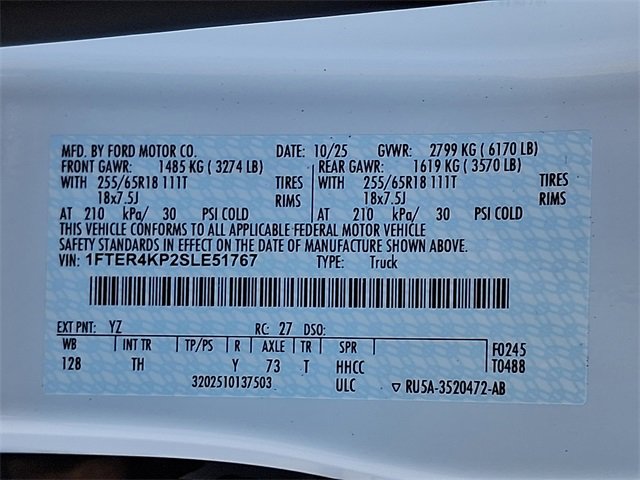 MFD. BY FORD MOTOR CO. DATE: 10/25 GVWR: 2799 KG ( 6170 LB)
FRONT GAWR: 1485 KG ( 3274 LB) REAR GAWR: 1619 KG ( 3570 LB)
WITH 255/65R18 111T TIRES WITH 255/65R18 111T TIRES
18x7.5J RIMS 18x7.5J RIMS
AT 210 kPa/ 30 PSI COLD AT 210 kPa/ 30 PSI COLD
THIS VEHICLE CONFORMS TO ALL APPLICABLE FEDERAL MOTOR VEHICLE
SAFETY STANDARDS IN EFFECT ON THE DATE OF MANUFACTURE SHOWN ABOVE.
VIN: 1FTER4KP2SLE51767 TYPE: Truck
EXT PNT: YZ RC: 27 DSO:
WB INT TR TP/PS R AXLE TR SPR F0245
128 TH Y 73 T HHCC T0488
3202510137503 ULC ▽ RU5A-3520472-AB